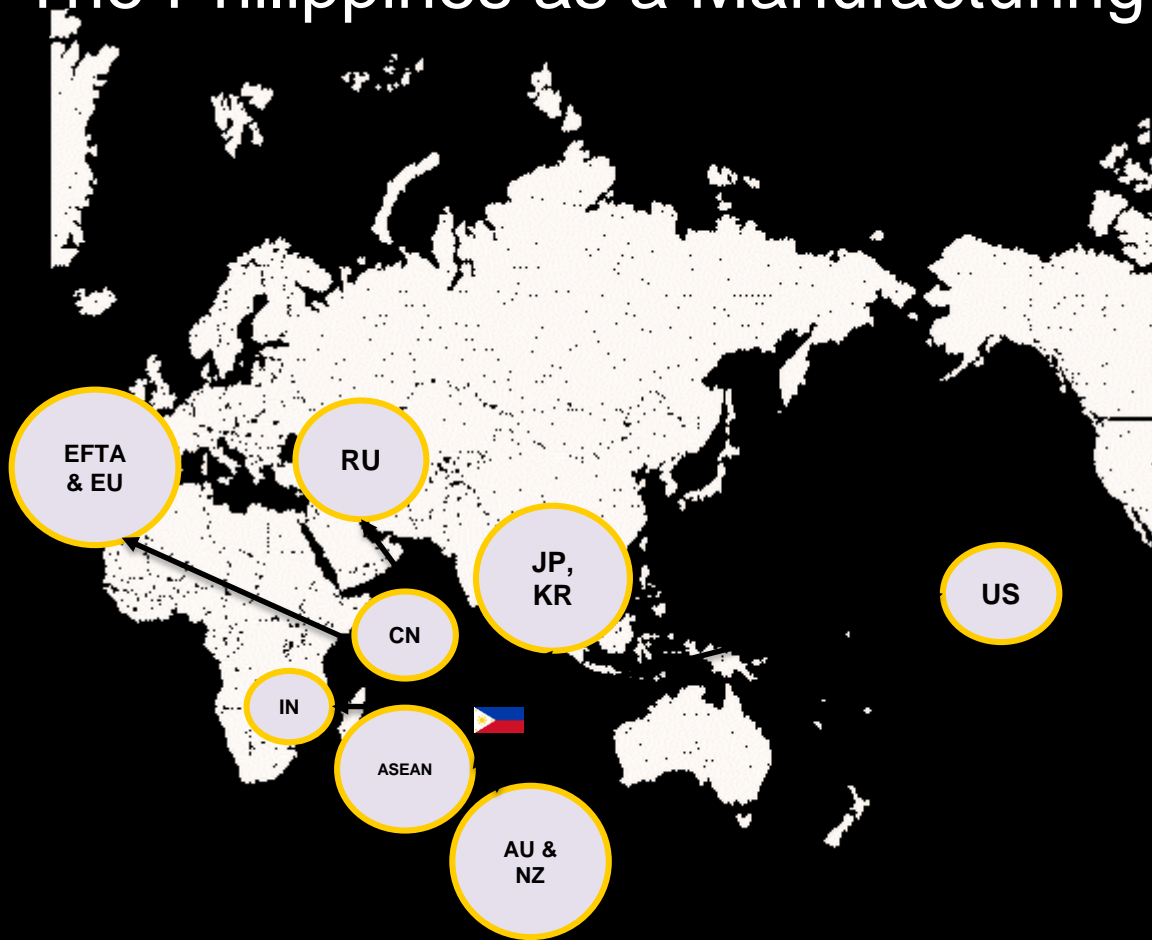 The Philippines as a Manufacturing
EFTA
& EU
RU
JP,
KR
US
CN
IN
ASEAN
AU &
NZ